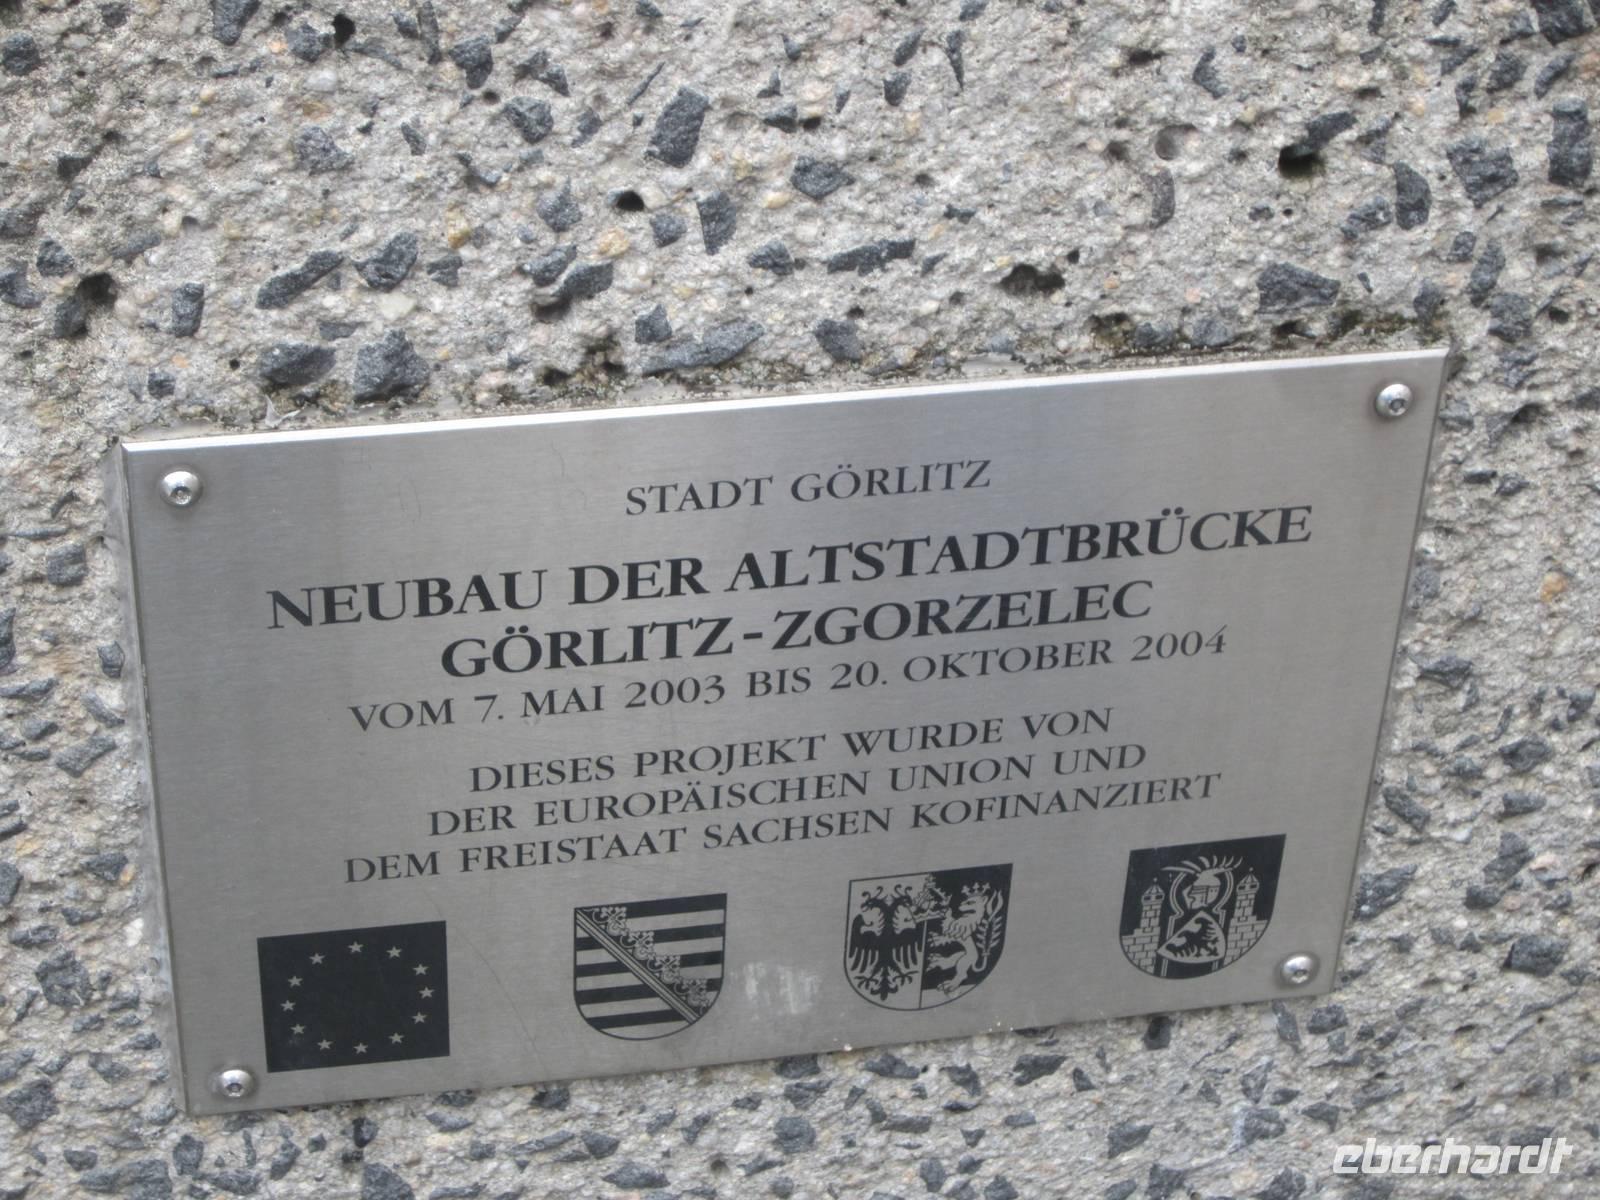 STADT GÖRLITZ
NEUBAU DER ALTSTADTBRÜCKE
GÖRLITZ-ZGORZELEC
VOM 7. MAI 2003 BIS 20. OKTOBER 2004
DIESES PROJEKT WURDE VON
DER EUROPÄISCHEN UNION UND
DEM FREISTAAT SACHSEN KOFINANZIERT
eberhardt